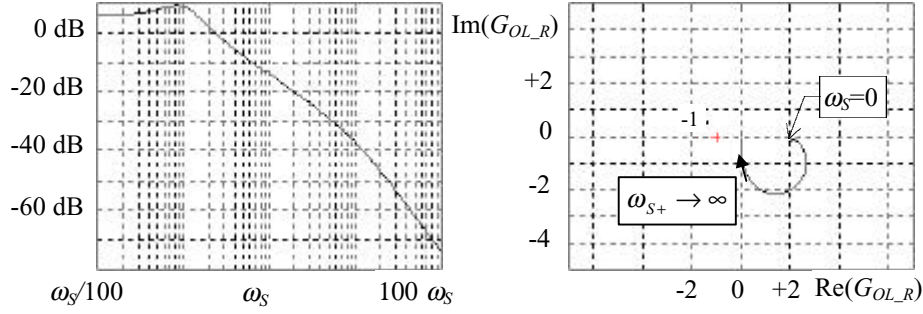 0 dB
-20 dB
-40 dB
-60 dB
ωS/100
ωS
100 ωS
Im(GOL_R)
+2
0
-2
-4
-1
ωS=0
ωS+ → ∞
-2
0
+2
Re(GOL_R)